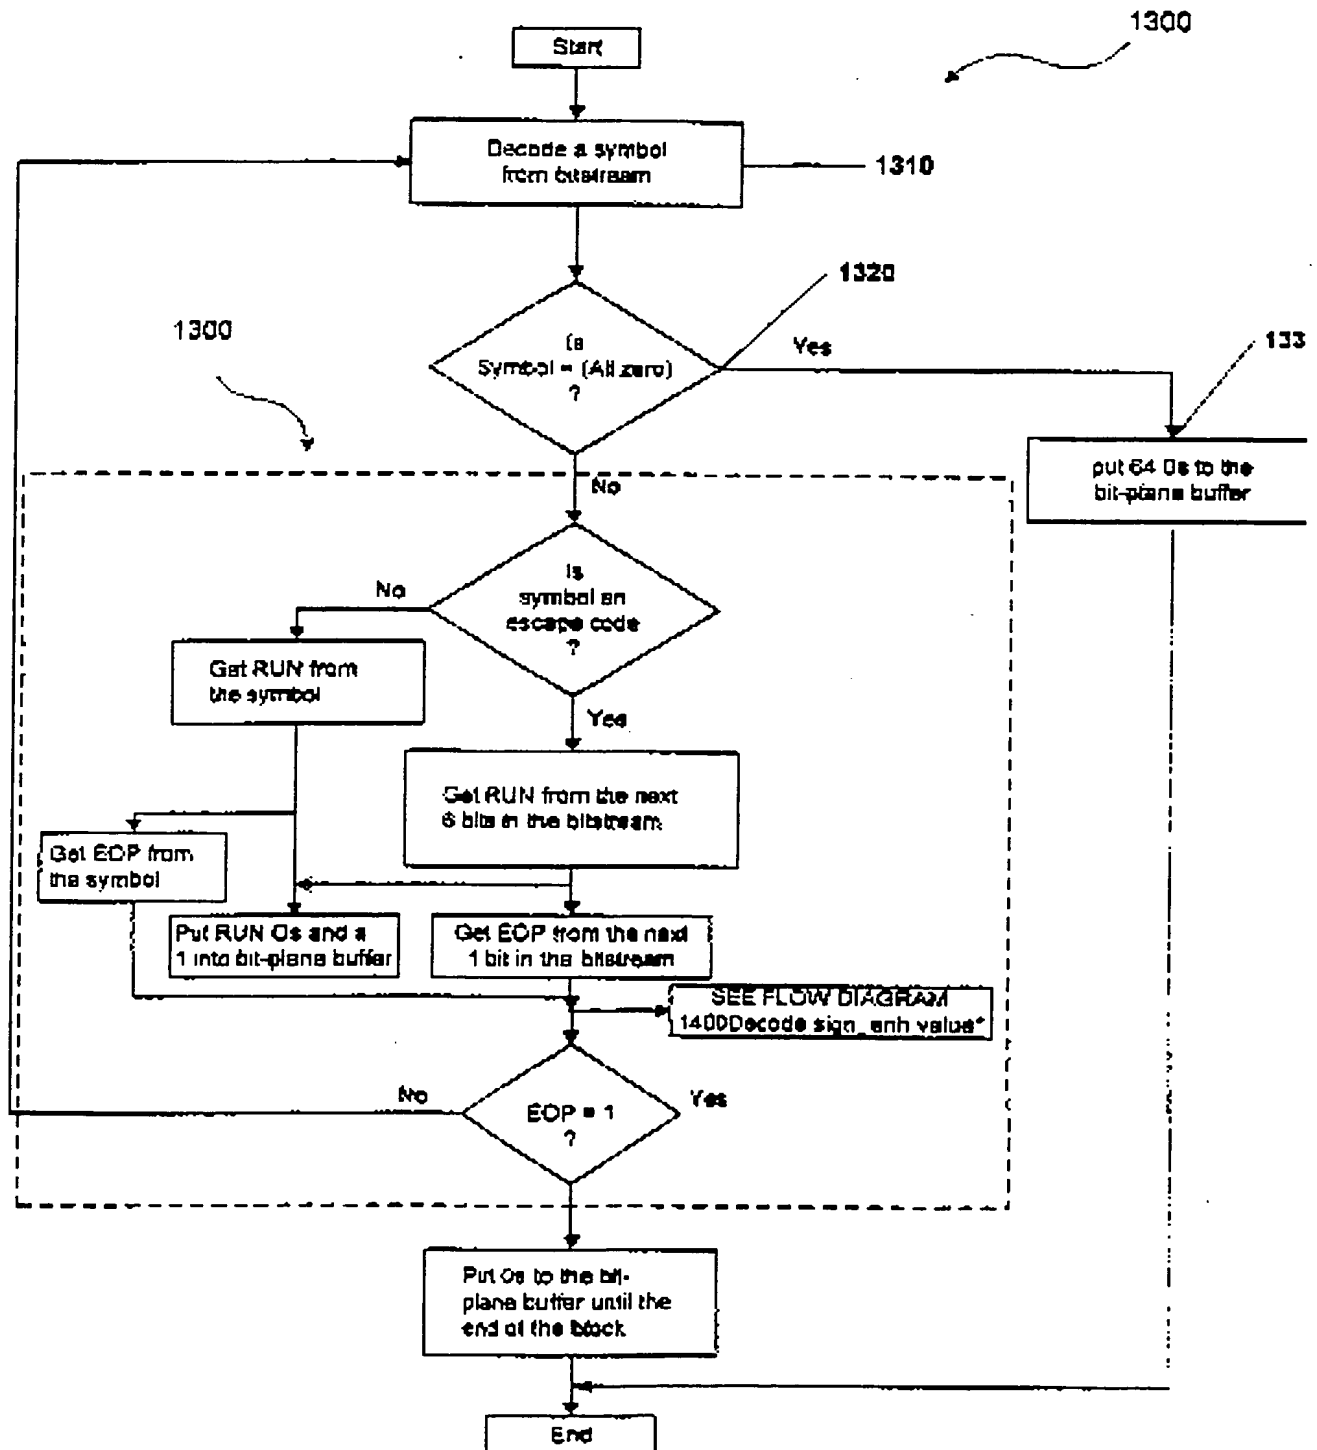 1300
Start
Decode a symbol
from bitstream
1310
1320
1300
Is
Symbol = (All zero)
?
Yes
133
put 64 0s to the
bit-plane buffer
No
Is
symbol an
escape code
?
No
Get RUN from
the symbol
Yes
Get RUN from the next
6 bits in the bitstream
Get EOP from
the symbol
Put RUN 0s and a
1 into bit-plane buffer
Get EOP from the next
1 bit in the bitstream
SEE FLOW DIAGRAM
1400Decode sign_enh value*
No
EOP = 1
?
Yes
Put 0s to the bit-
plane buffer until the
end of the block
End